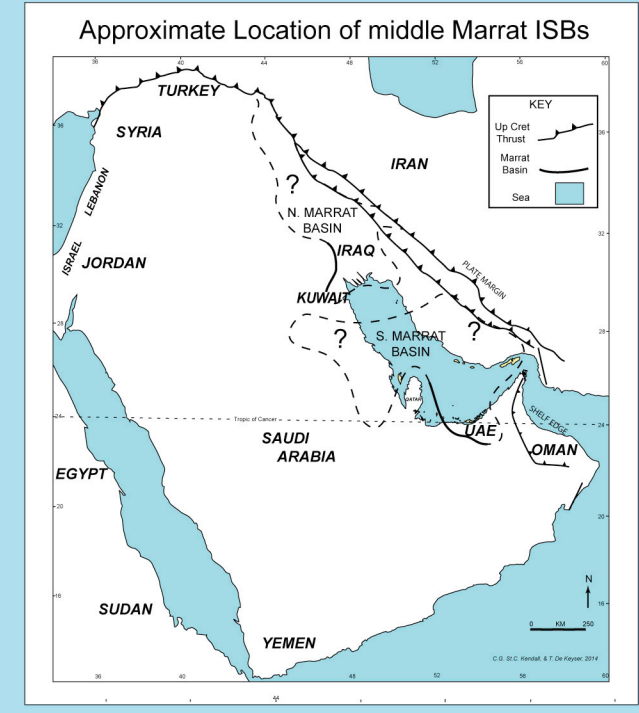 Approximate Location of middle Marrat ISBs
36 40 44 48 52 56 60
TURKEY
KEY
Up Cret
Thrust
Marrat
Basin
Sea
36 36
SYRIA
IRAN
LEBANON
?
N. MARRAT
BASIN
32 32
ISRAEL
IRAQ
JORDAN
PLATE MARGIN
KUWAIT
28 28
?
?
S. MARRAT
BASIN
QATAR
24 24
Tropic of Cancer
SHELF EDGE
UAE
SAUDI
ARABIA
OMAN
EGYPT
20 20
N
16 16
SUDAN
0 KM 250
YEMEN
C.G. St.C. Kendall, & T. De Keyser, 2014
36 40 44 48 52 56 60